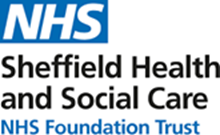 NHS
Sheffield Health
and Social Care
NHS Foundation Trust